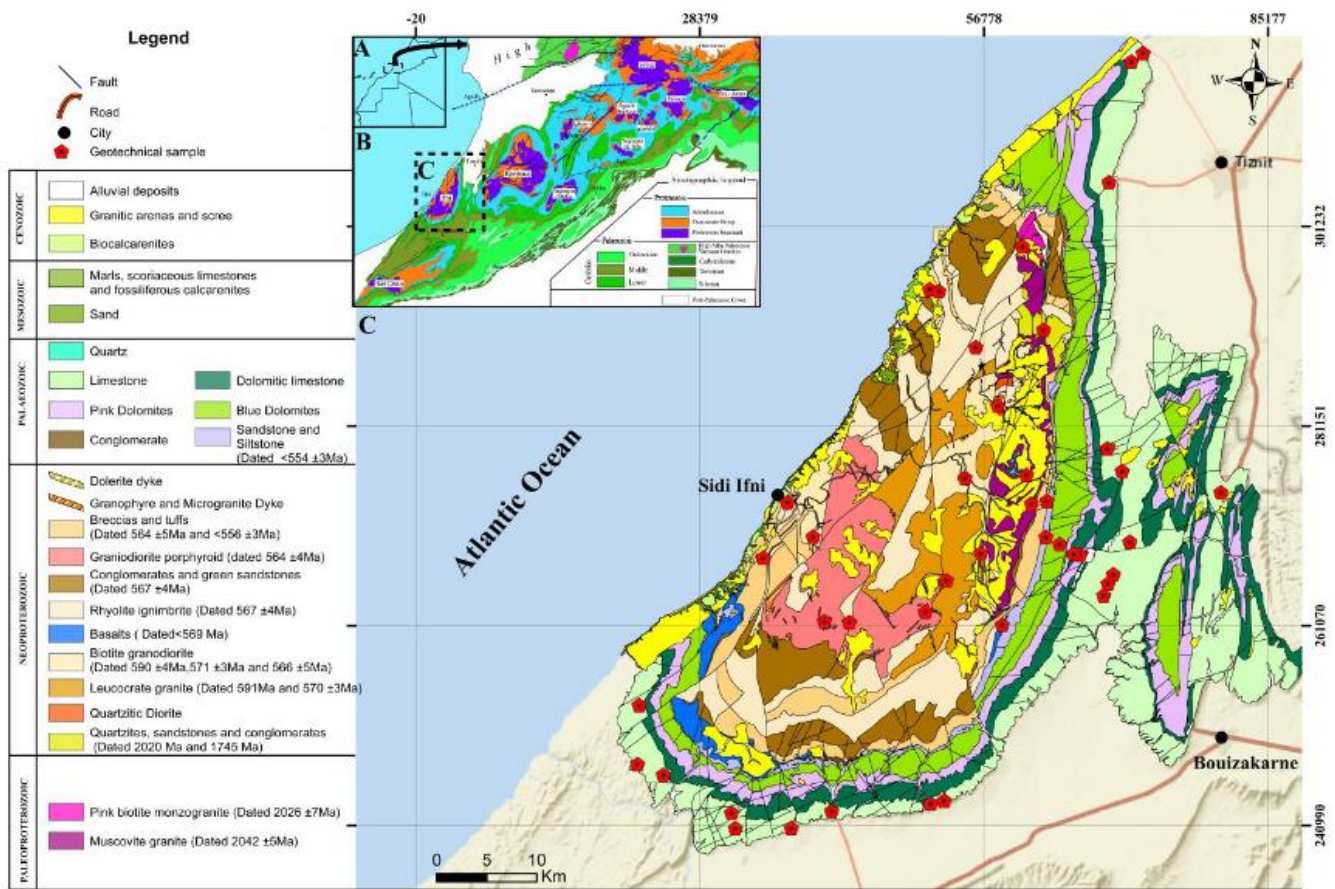 -20 28379 56778 85177
Legend
Fault
Road
City
Geotechnical sample
CENOZOIC
Alluvial deposits
Granitic arenas and scree
Biocalcarenites
MESOZOIC
Marls, scoriaceous limestones
and fossiliferous calcarenites
Sand
PALAEOZOIC
Quartz
Limestone
Dolomitic limestone
Pink Dolomites
Blue Dolomites
Conglomerate
Sandstone and
Siltstone
(Dated <554 ±3Ma)
NEOPROTEROZOIC
Dolerite dyke
Granophyre and Microgranite Dyke
Breccias and tuffs
(Dated 564 ±5Ma and <556 ±3Ma)
Graniodiorite porphyroid (dated 564 ±4Ma)
Conglomerates and green sandstones
(Dated 567 ±4Ma)
Rhyolite ignimbrite (Dated 567 ±4Ma)
Basalts ( Dated<569 Ma)
Biotite granodiorite
(Dated 590 ±4Ma,571 ±3Ma and 566 ±5Ma)
Leucocrate granite (Dated 591Ma and 570 ±3Ma)
Quartzitic Diorite
Quartzites, sandstones and conglomerates
(Dated 2020 Ma and 1745 Ma)
PALEOPROTEROZOIC
Pink biotite monzogranite (Dated 2026 ±7Ma)
Muscovite granite (Dated 2042 ±5Ma)
A
High
B
C
Stratigraphic legend
Palaeozoic
Ordovician
Middle
Lower
C
N
W E
S
Tiznit
301232
281151
261070
240990
Sidi Ifni
Atlantic Ocean
Bouizakarne
0 5 10
Km